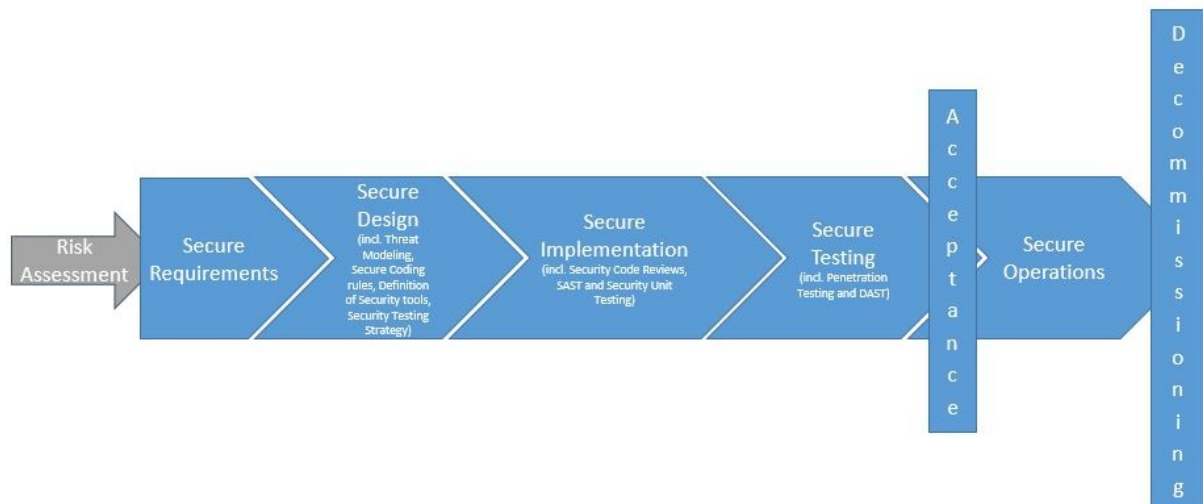 Risk
Assessment
Secure
Requirements
Secure
Design
(incl. Threat
Modeling,
Secure Coding
rules, Definition
of Security tools,
Security Testing
Strategy)
Secure
Implementation
(incl. Security Code Reviews,
SAST and Security Unit
Testing)
Secure
Testing
(incl. Penetration
Testing and DAST)
A
c
c
e
p
t
a
n
c
e
Secure
Operations
D
e
c
o
m
m
i
s
s
i
o
n
i
n
g